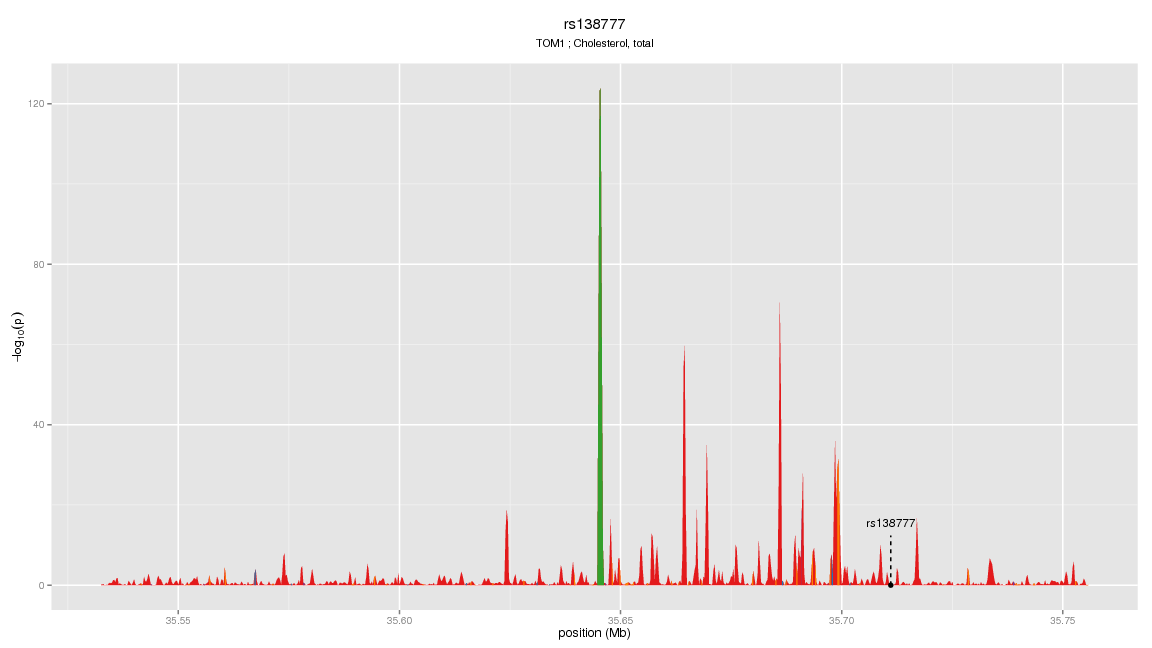 rs138777
TOM1 ; Cholesterol, total
120
80
40
0
−log10(p)
rs138777
35.55
35.60
35.65
35.70
35.75
position (Mb)